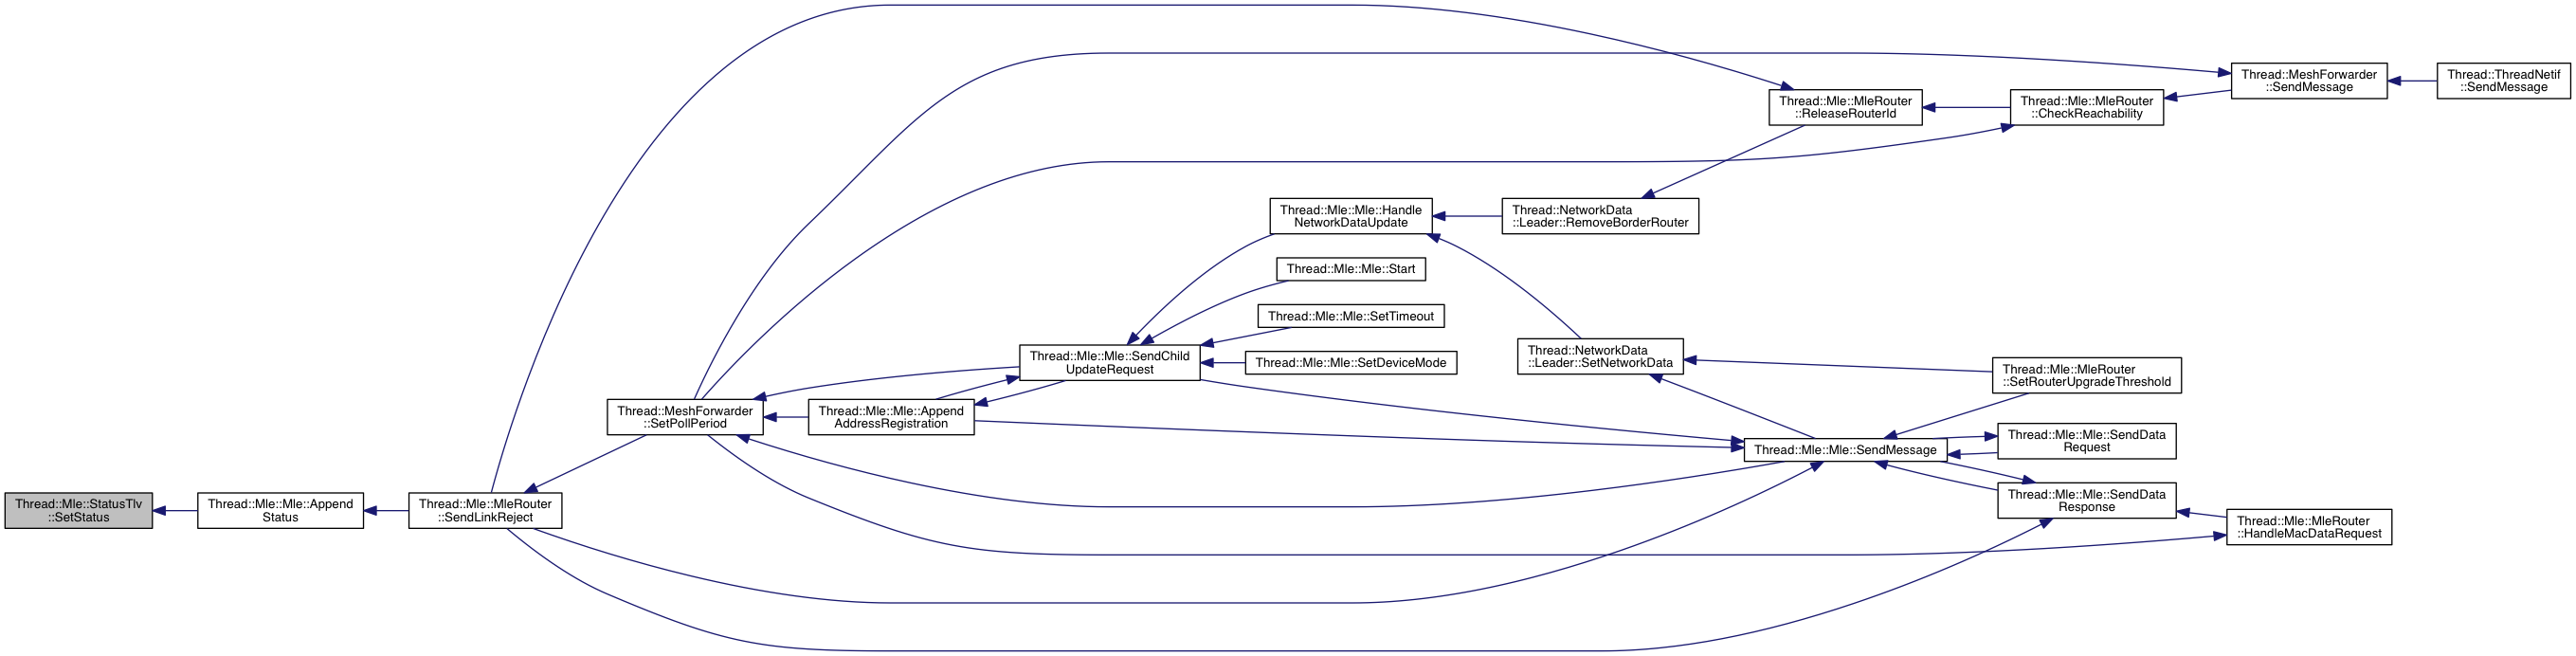 Thread::Mle::StatusTlv
::SetStatus
Thread::Mle::Mle::Append
Status
Thread::Mle::MleRouter
::SendLinkReject
Thread::MeshForwarder
::SetPollPeriod
Thread::Mle::Mle::Append
AddressRegistration
Thread::Mle::Mle::SendChild
UpdateRequest
Thread::Mle::Mle::Handle
NetworkDataUpdate
Thread::Mle::Mle::Start
Thread::Mle::Mle::SetTimeout
Thread::Mle::Mle::SetDeviceMode
Thread::NetworkData
::Leader::RemoveBorderRouter
Thread::NetworkData
::Leader::SetNetworkData
Thread::Mle::MleRouter
::ReleaseRouterId
Thread::Mle::Mle::SendMessage
Thread::Mle::MleRouter
::CheckReachability
Thread::Mle::MleRouter
::SetRouterUpgradeThreshold
Thread::Mle::Mle::SendData
Request
Thread::Mle::Mle::SendData
Response
Thread::MeshForwarder
::SendMessage
Thread::Mle::MleRouter
::HandleMacDataRequest
Thread::ThreadNetif
::SendMessage